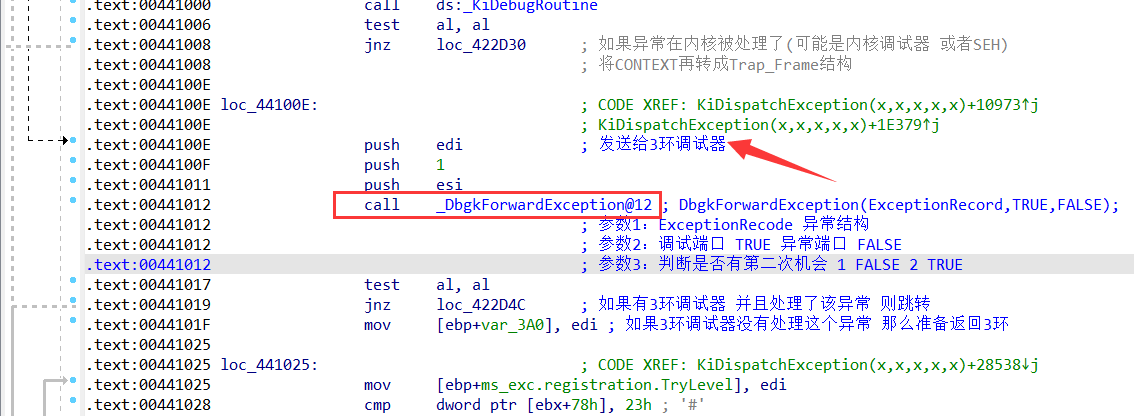 .text:00441000 call ds:_KiDebugRoutine
.text:00441006 test al, al
.text:00441008 jnz loc_422D30 ; 如果异常在内核被处理了(可能是内核调试器 或者SEH)
.text:00441008 ; 将CONTEXT再转成Trap_Frame结构
.text:0044100E
.text:0044100E loc_44100E: ; CODE XREF: KiDispatchException(x,x,x,x,x)+10973↑j
.text:0044100E ; KiDispatchException(x,x,x,x,x)+1E379↑j
.text:0044100E push edi ; 发送给3环调试器
.text:0044100F push 1
.text:00441011 push esi
.text:00441012 call _DbgkForwardException@12 ; DbgkForwardException(ExceptionRecord,TRUE,FALSE);
.text:00441012 ; 参数1：ExceptionRecode 异常结构
.text:00441012 ; 参数2：调试端口 TRUE 异常端口 FALSE
.text:00441012 ; 参数3：判断是否有第二次机会 1 FALSE 2 TRUE
.text:00441017 test al, al
.text:00441019 jnz loc_422D4C ; 如果有3环调试器 并且处理了该异常 则跳转
.text:0044101F mov [ebp+var_3A0], edi ; 如果3环调试器没有处理这个异常 那么准备返回3环
.text:00441025
.text:00441025 loc_441025: ; CODE XREF: KiDispatchException(x,x,x,x,x)+28538↓j
.text:00441025 mov [ebp+ms_exc.registration.TryLevel], edi
.text:00441028 cmp dword ptr [ebx+78h], 23h ; '#'